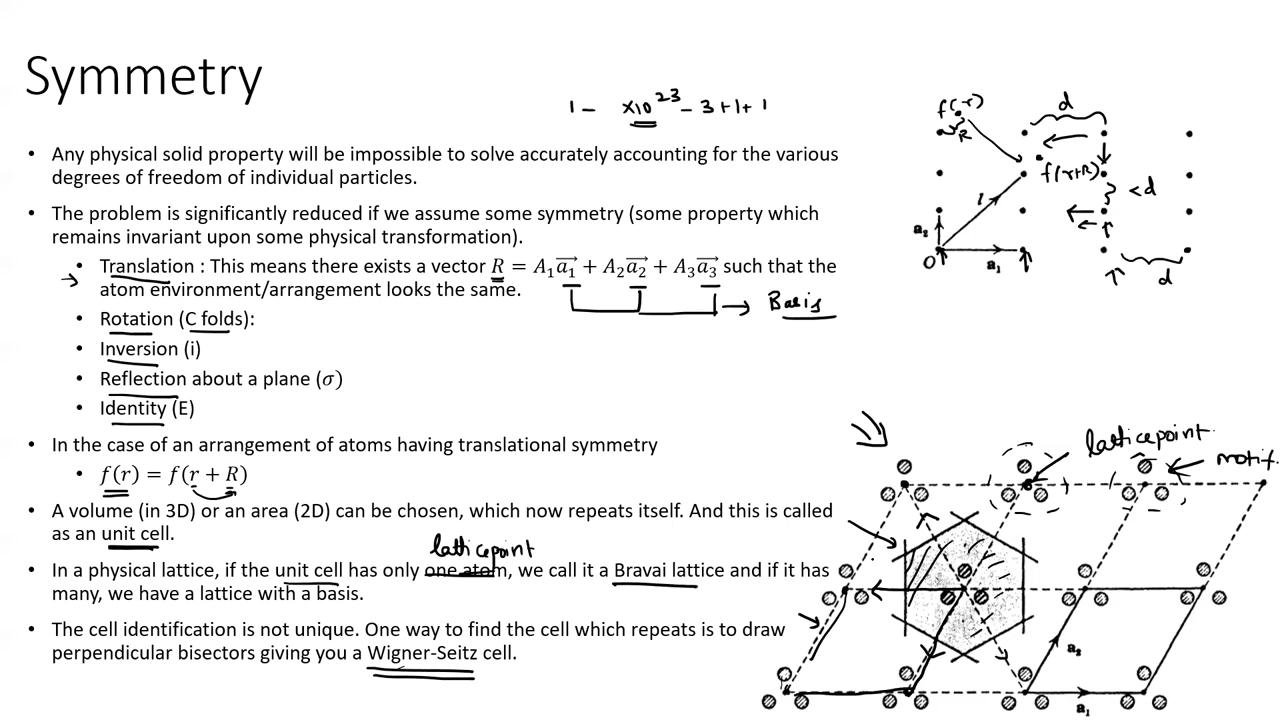 Symmetry
1 - ×10²³ - 3+1+1
• Any physical solid property will be impossible to solve accurately accounting for the various
degrees of freedom of individual particles.
• The problem is significantly reduced if we assume some symmetry (some property which
remains invariant upon some physical transformation).
• Translation : This means there exists a vector R = A₁a₁⃗ + A₂a₂⃗ + A₃a₃⃗ such that the
atom environment/arrangement looks the same.
Basis
• Rotation (C folds):
• Inversion (i)
• Reflection about a plane (σ)
• Identity (E)
• In the case of an arrangement of atoms having translational symmetry
• f(r) = f(r + R)
• A volume (in 3D) or an area (2D) can be chosen, which now repeats itself. And this is called
as an unit cell.
latticepoint
• In a physical lattice, if the unit cell has only one atom, we call it a Bravai lattice and if it has
many, we have a lattice with a basis.
• The cell identification is not unique. One way to find the cell which repeats is to draw
perpendicular bisectors giving you a Wigner-Seitz cell.
d
R
f(r+R)
<d
l
a₂
O
a₁
d
latticepoint
motif
a₂
a₁